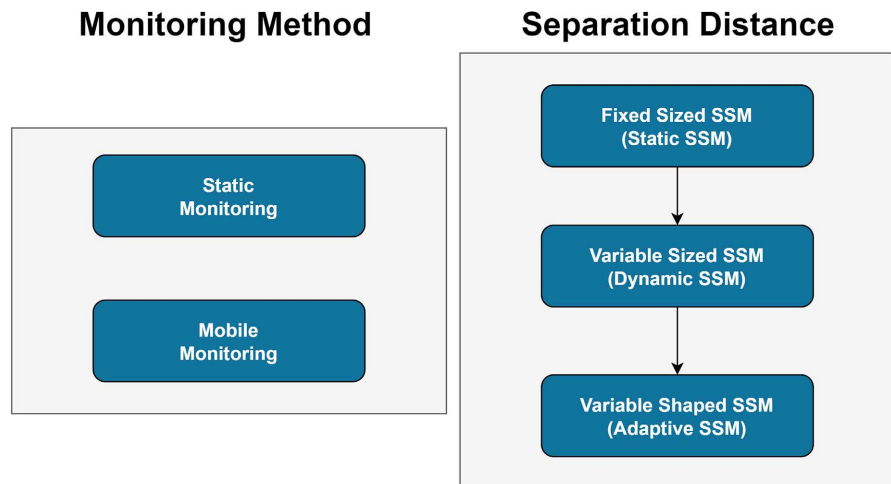 Monitoring Method
Static
Monitoring
Mobile
Monitoring
Separation Distance
Fixed Sized SSM
(Static SSM)
Variable Sized SSM
(Dynamic SSM)
Variable Shaped SSM
(Adaptive SSM)